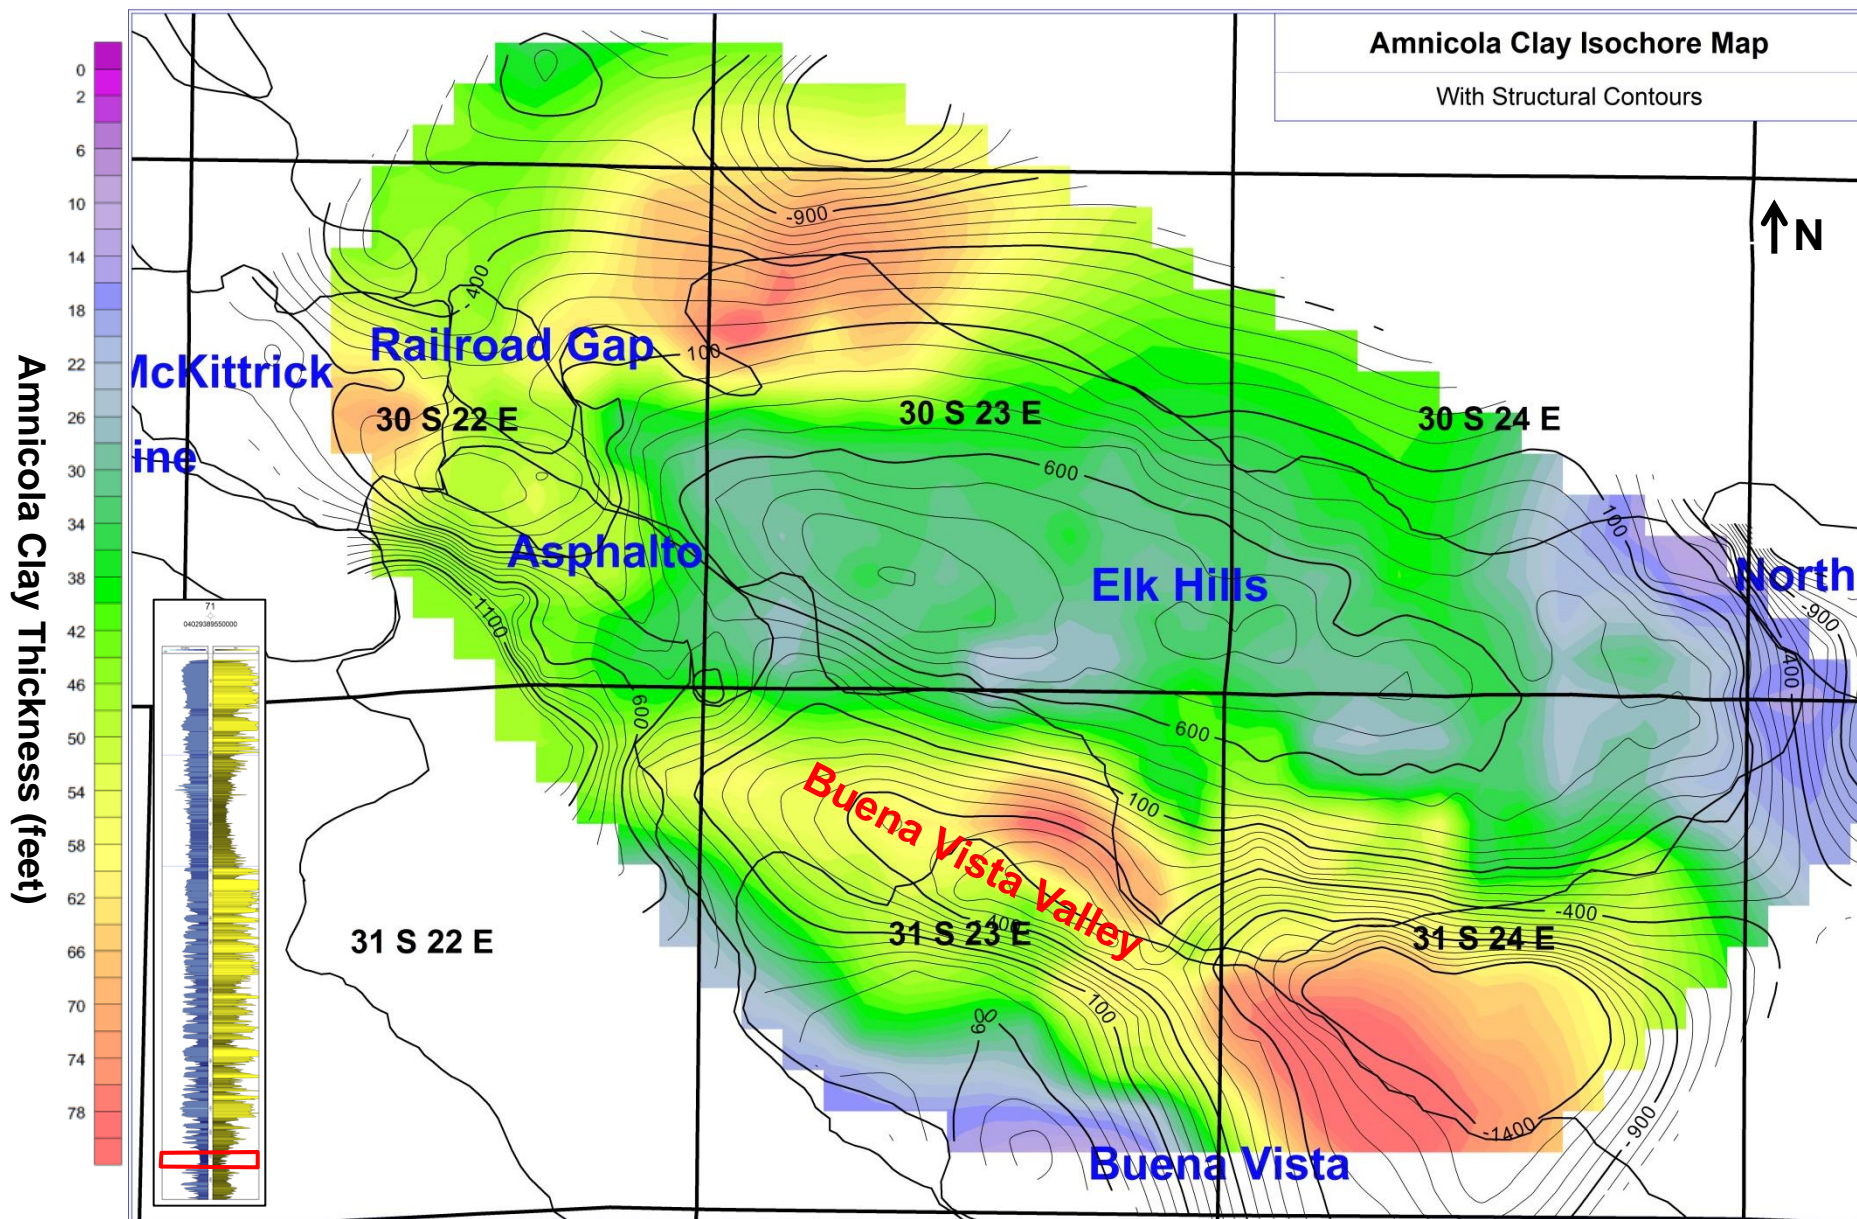 Amnicola Clay Isochore Map
With Structural Contours
N
Amnicola Clay Thickness (feet)
0
2
6
10
14
18
22
26
30
34
38
42
46
50
54
58
62
66
70
74
78
-900
-400
Railroad Gap
McKittrick
100
30 S 22 E
30 S 23 E
30 S 24 E
ine
600
100
Asphalto
Elk Hills
North
-900
1100
71
04029389550000
400
600
600
Buena Vista Valley
100
-400
-400
31 S 22 E
31 S 23 E
31 S 24 E
100
600
-1400
-900
Buena Vista